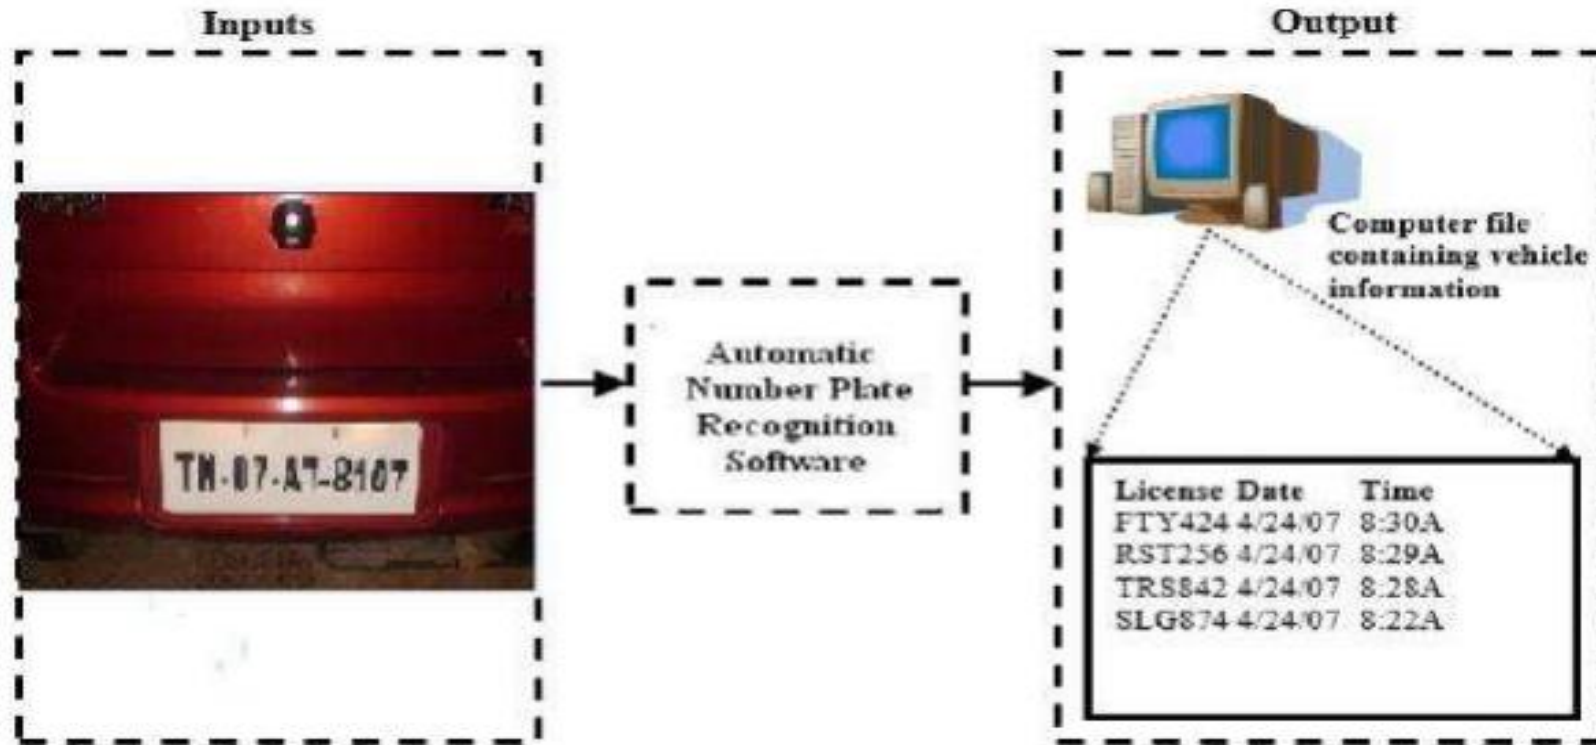 Inputs
Output
TN-07-AT-8107
Automatic
Number Plate
Recognition
Software
Computer file
containing vehicle
information
License Date Time
FTY424 4/24/07 8:30A
RST256 4/24/07 8:29A
TRS842 4/24/07 8:28A
SLG874 4/24/07 8:22A